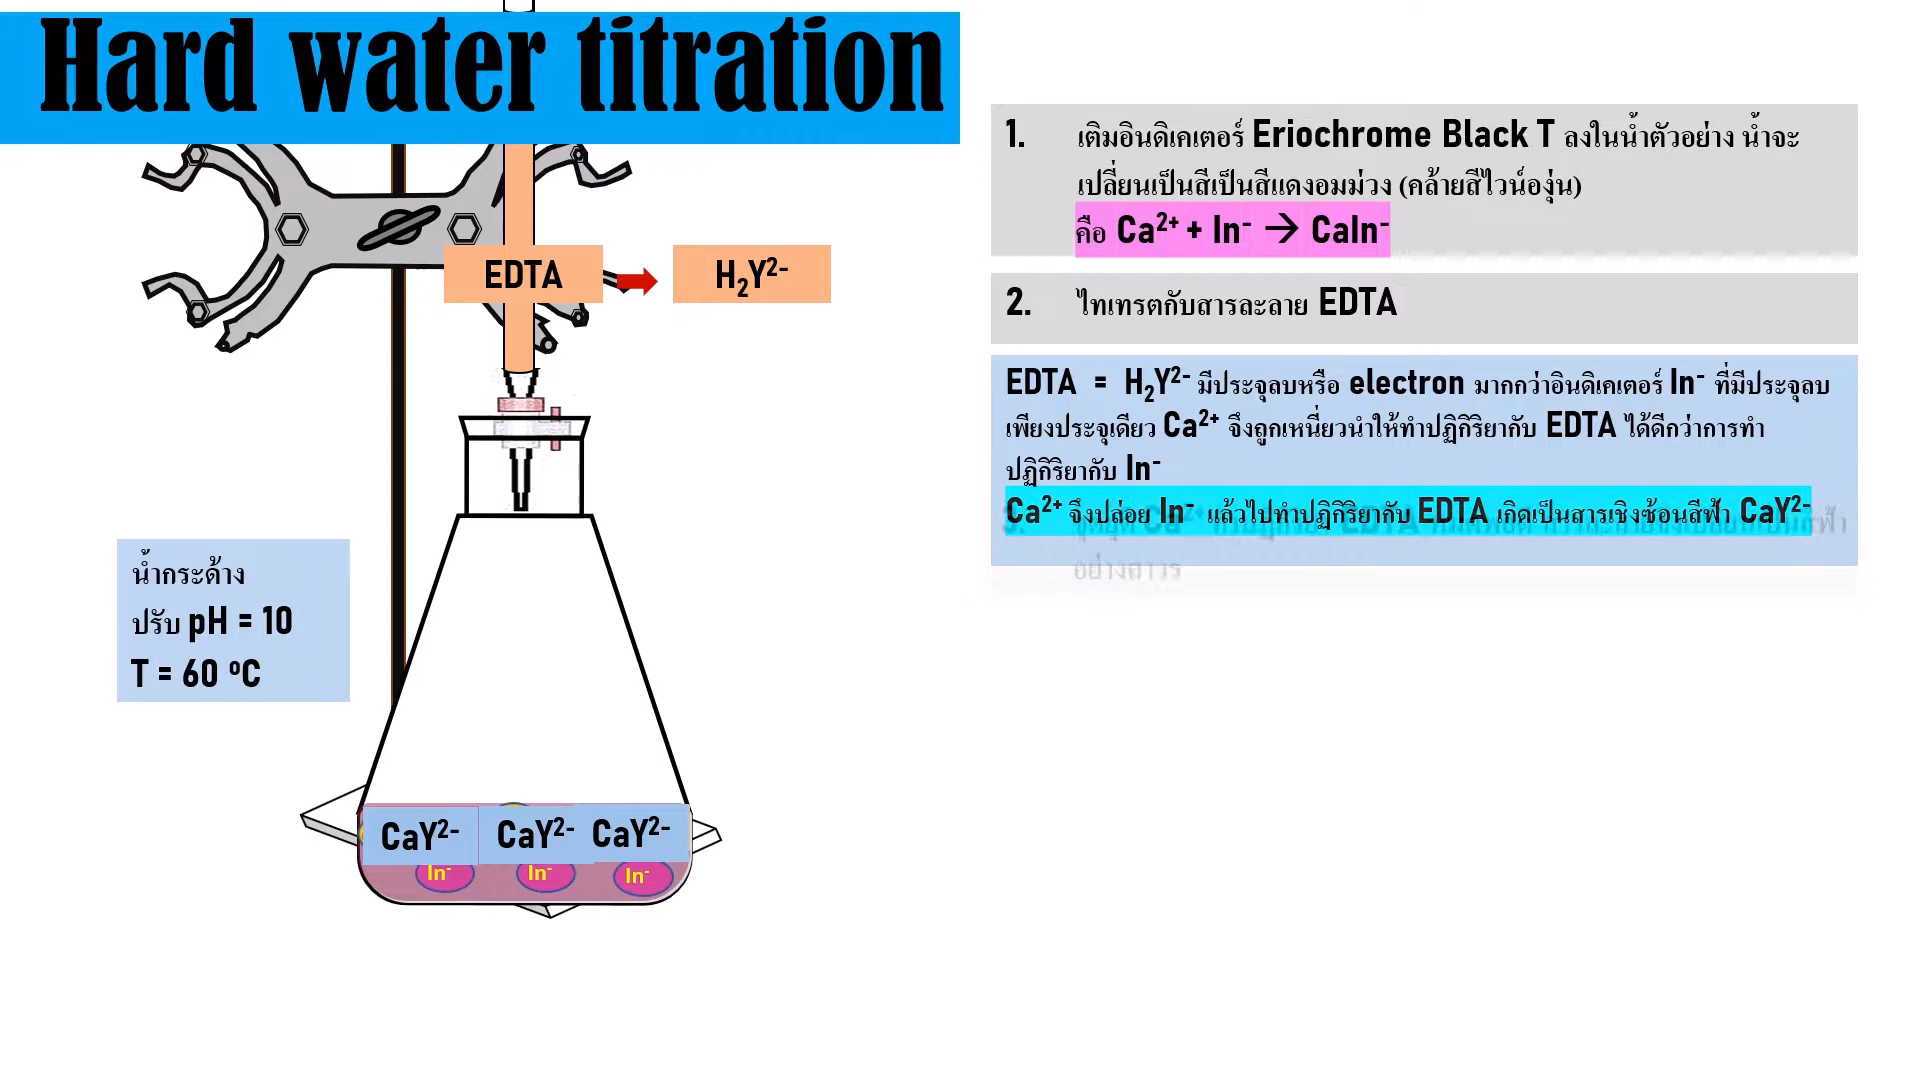 Hard water titration
EDTA
H₂Y²⁻
น้ำกระด้าง
ปรับ pH = 10
T = 60 ⁰C
CaY²⁻ CaY²⁻ CaY²⁻
In⁻ In⁻ In⁻
1. เติมอินดิเคเตอร์ Eriochrome Black T ลงในน้ำตัวอย่าง น้ำจะ
เปลี่ยนเป็นสีเป็นสีแดงอมม่วง (คล้ายสีไวน์องุ่น)
คือ Ca²⁺ + In⁻ → CaIn⁻
2. ไทเทรตกับสารละลาย EDTA
EDTA = H₂Y²⁻ มีประจุลบหรือ electron มากกว่าอินดิเคเตอร์ In⁻ ที่มีประจุลบ
เพียงประจุเดียว Ca²⁺ จึงถูกเหนี่ยวนำให้ทำปฏิกิริยากับ EDTA ได้ดีกว่าการทำ
ปฏิกิริยากับ In⁻
Ca²⁺ จึงปล่อย In⁻ แล้วไปทำปฏิกิริยากับ EDTA เกิดเป็นสารเชิงซ้อนสีฟ้า CaY²⁻